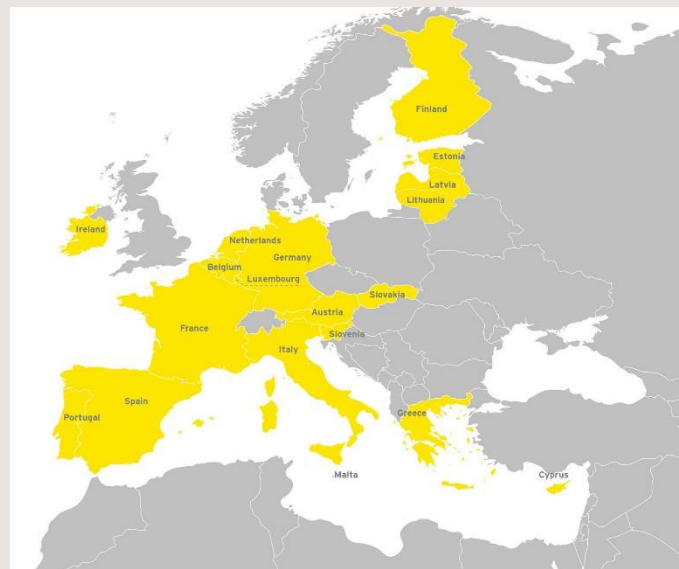 Finland
Estonia
Latvia
Lithuania
Ireland
Netherlands
Germany
Belgium
Luxembourg
Slovakia
Austria
France
Slovenia
Italy
Spain
Portugal
Greece
Malta
Cyprus